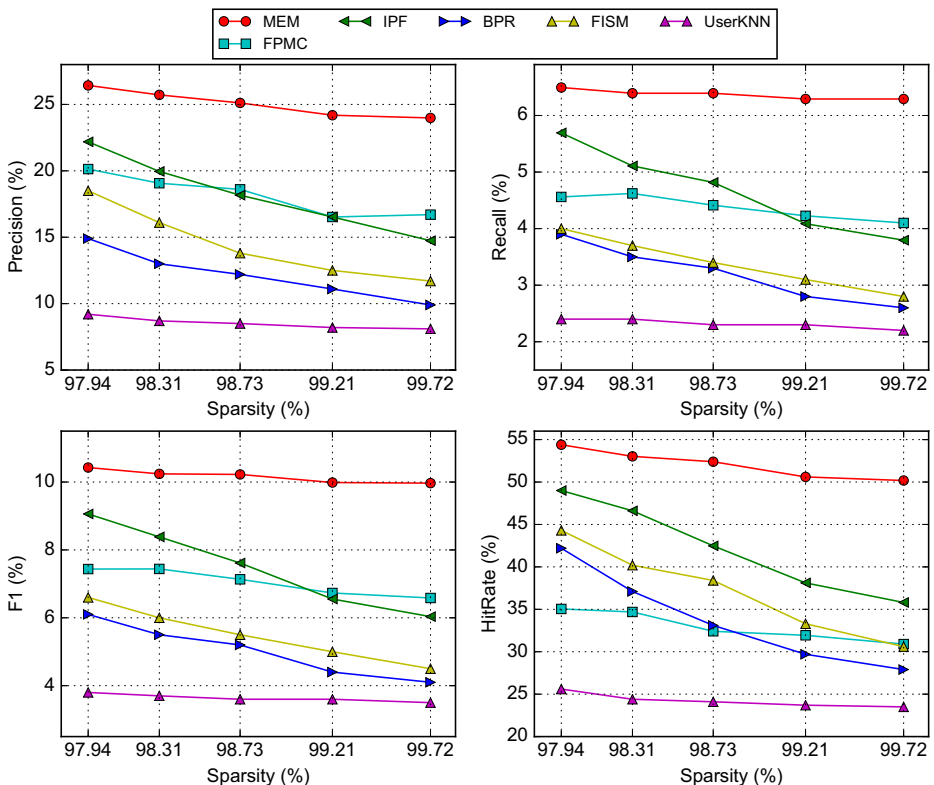 MEM IPF BPR FISM UserKNN
FPMC
Precision (%)
25
20
15
10
5
97.94 98.31 98.73 99.21 99.72
Sparsity (%)
Recall (%)
6
5
4
3
2
97.94 98.31 98.73 99.21 99.72
Sparsity (%)
F1 (%)
10
8
6
4
97.94 98.31 98.73 99.21 99.72
Sparsity (%)
HitRate (%)
55
50
45
40
35
30
25
20
97.94 98.31 98.73 99.21 99.72
Sparsity (%)